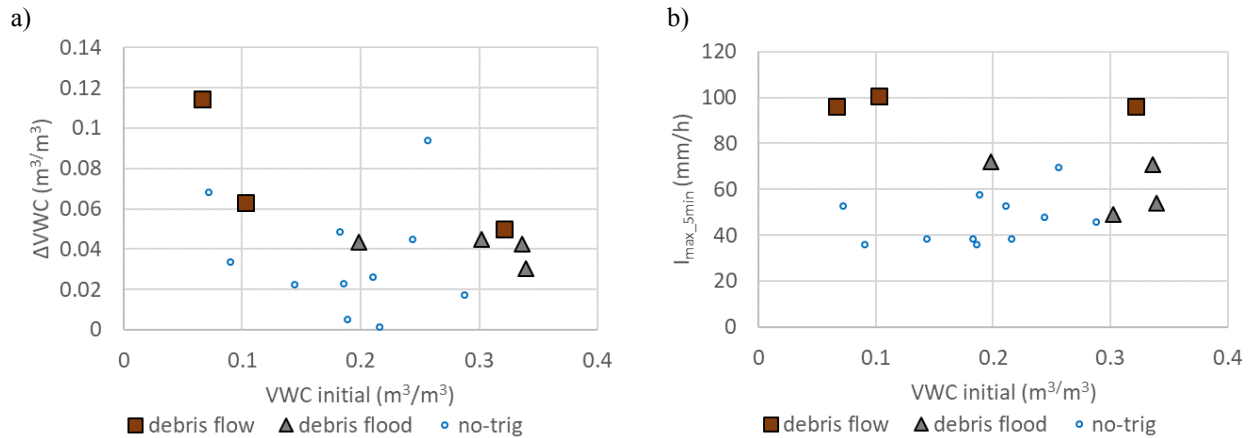 a)
0.14
0.12
0.1
0.08
0.06
0.04
0.02
0
ΔVWC (m³/m³)
0 0.1 0.2 0.3 0.4
VWC initial (m³/m³)
debris flow debris flood no-trig
b)
120
100
80
60
40
20
0
Imax_5min (mm/h)
0 0.1 0.2 0.3 0.4
VWC initial (m³/m³)
debris flow debris flood no-trig